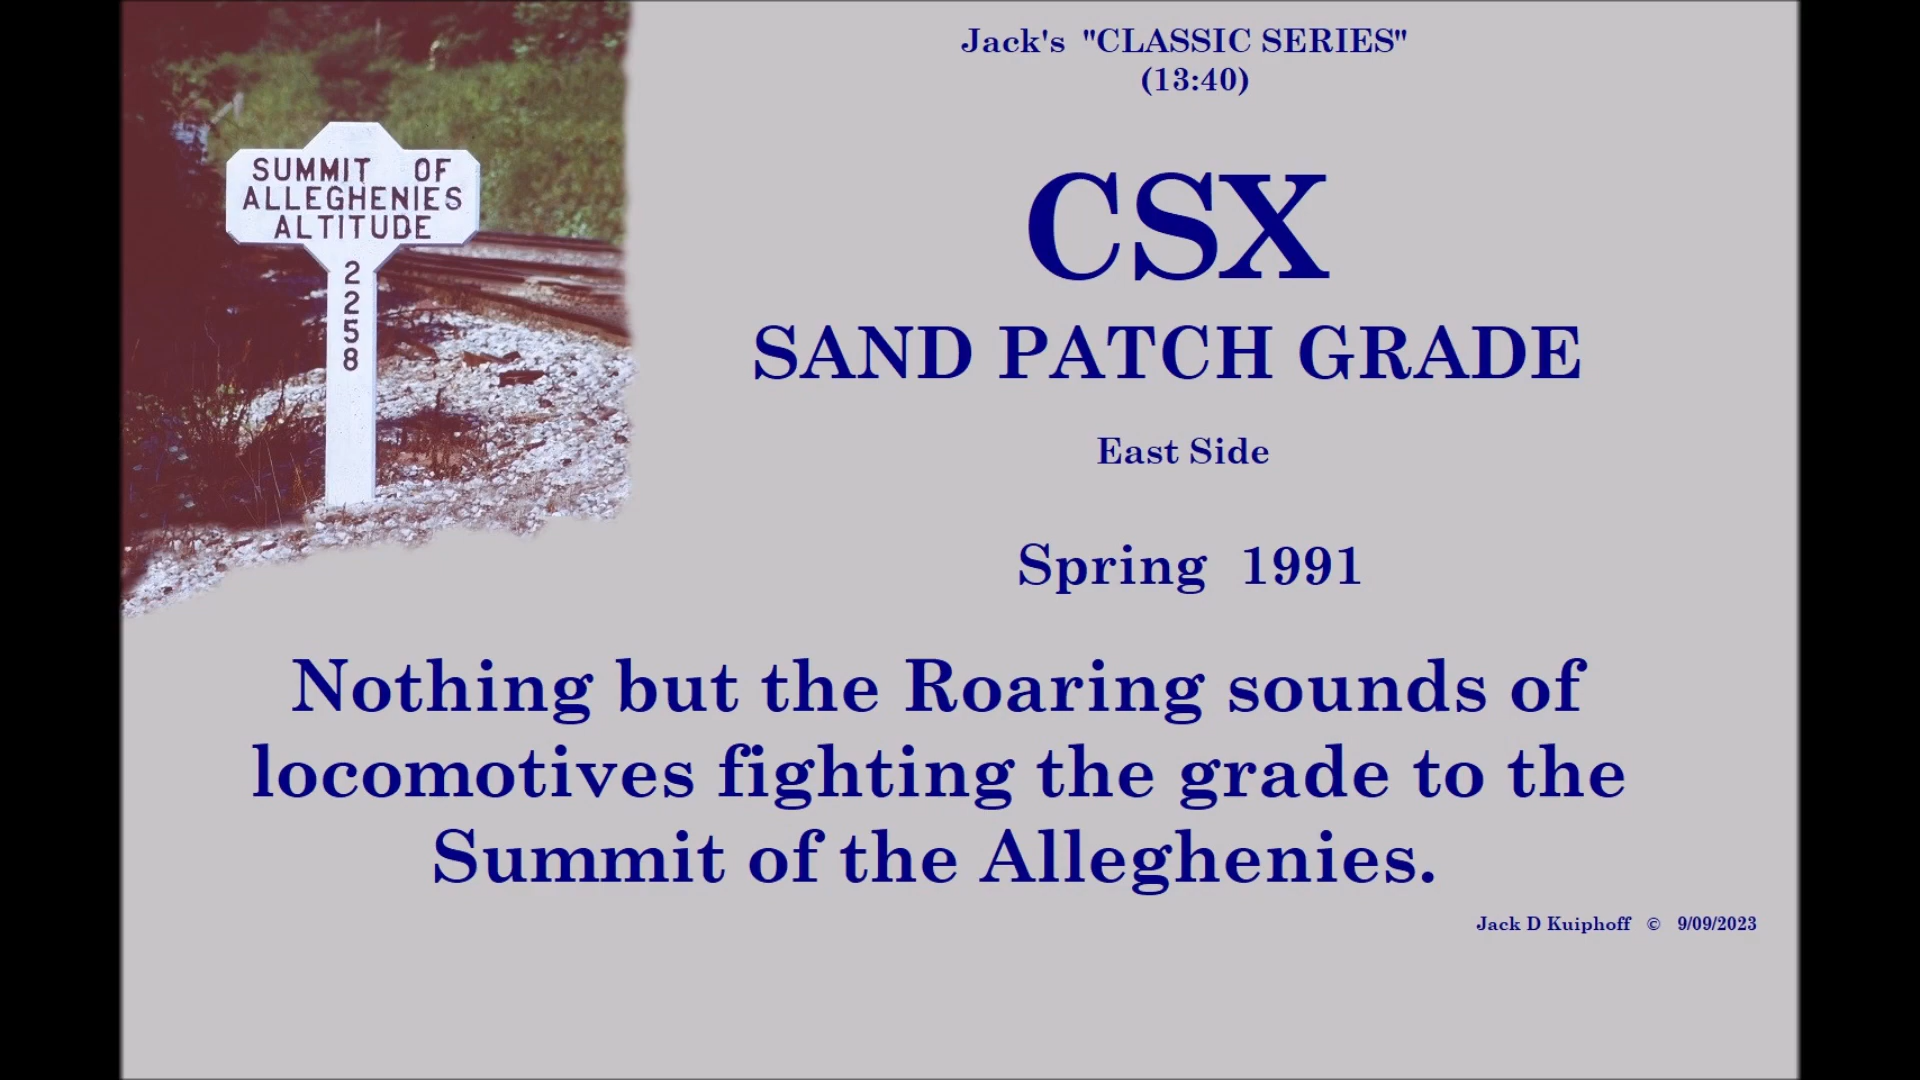 Jack's "CLASSIC SERIES"
(13:40)
SUMMIT OF
ALLEGHENIES
ALTITUDE
2
2
5
8
CSX
SAND PATCH GRADE
East Side
Spring 1991
Nothing but the Roaring sounds of
locomotives fighting the grade to the
Summit of the Alleghenies.
Jack D Kuiphoff © 9/09/2023